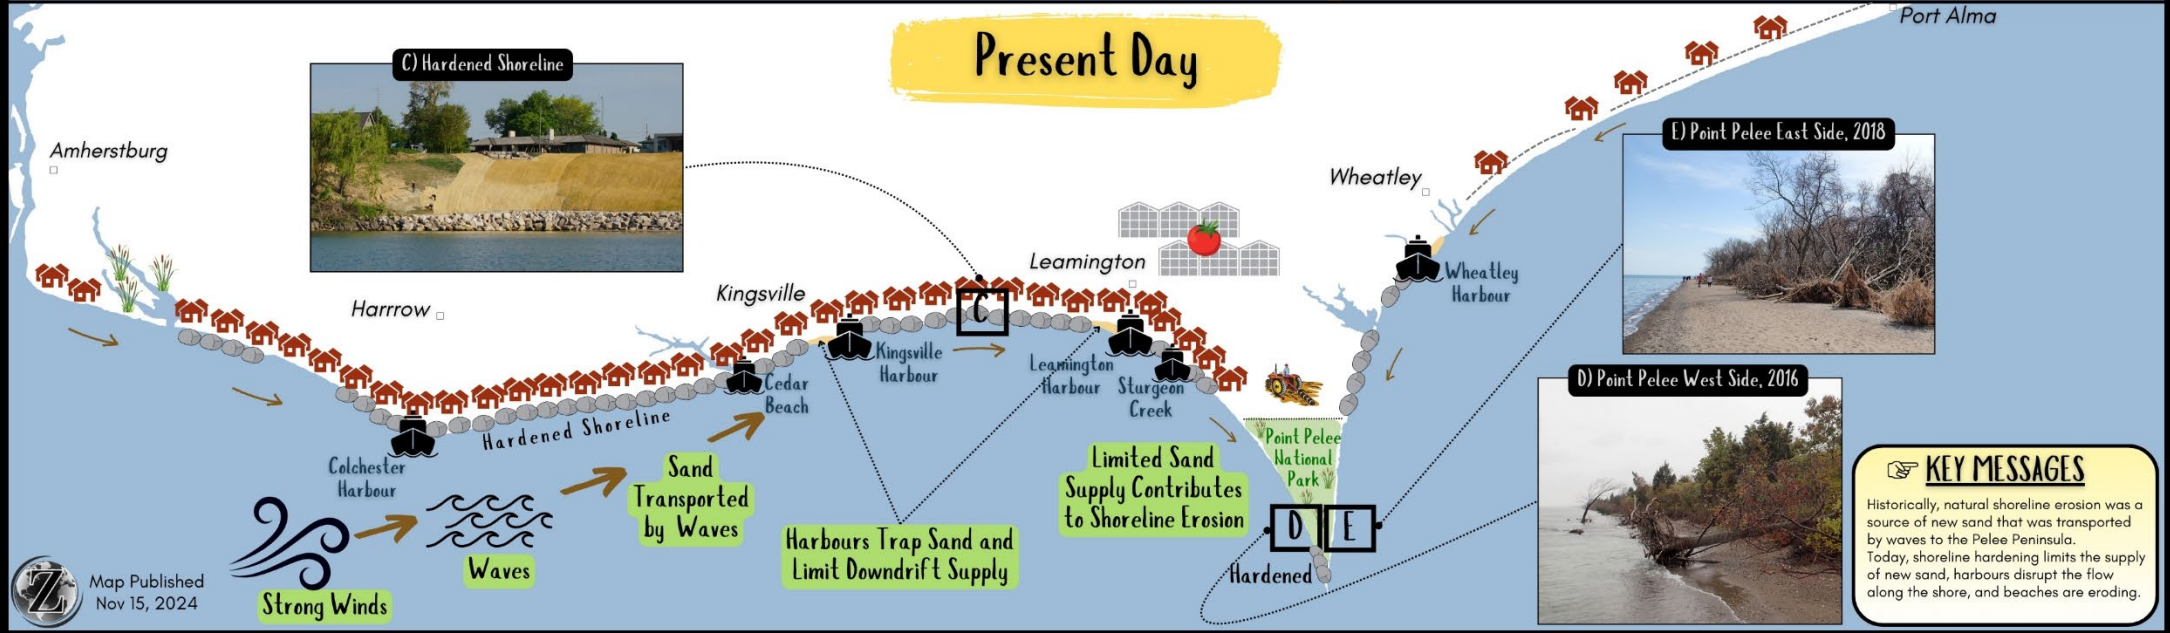 Present Day
Port Alma
C) Hardened Shoreline
E) Point Pelee East Side, 2018
Amherstburg
Wheatley
Leamington
Wheatley
Harbour
Kingsville
Harrrow
C
Kingsville
Harbour
Leamington
Harbour
Sturgeon
Creek
Cedar
Beach
D) Point Pelee West Side, 2016
Hardened Shoreline
Point Pelee
National
Park
Colchester
Harbour
Sand
Transported
by Waves
Limited Sand
Supply Contributes
to Shoreline Erosion
KEY MESSAGES
Historically, natural shoreline erosion was a
source of new sand that was transported
by waves to the Pelee Peninsula.
Today, shoreline hardening limits the supply
of new sand, harbours disrupt the flow
along the shore, and beaches are eroding.
D
E
Harbours Trap Sand and
Limit Downdrift Supply
Waves
Hardened
Z
Map Published
Nov 15, 2024
Strong Winds